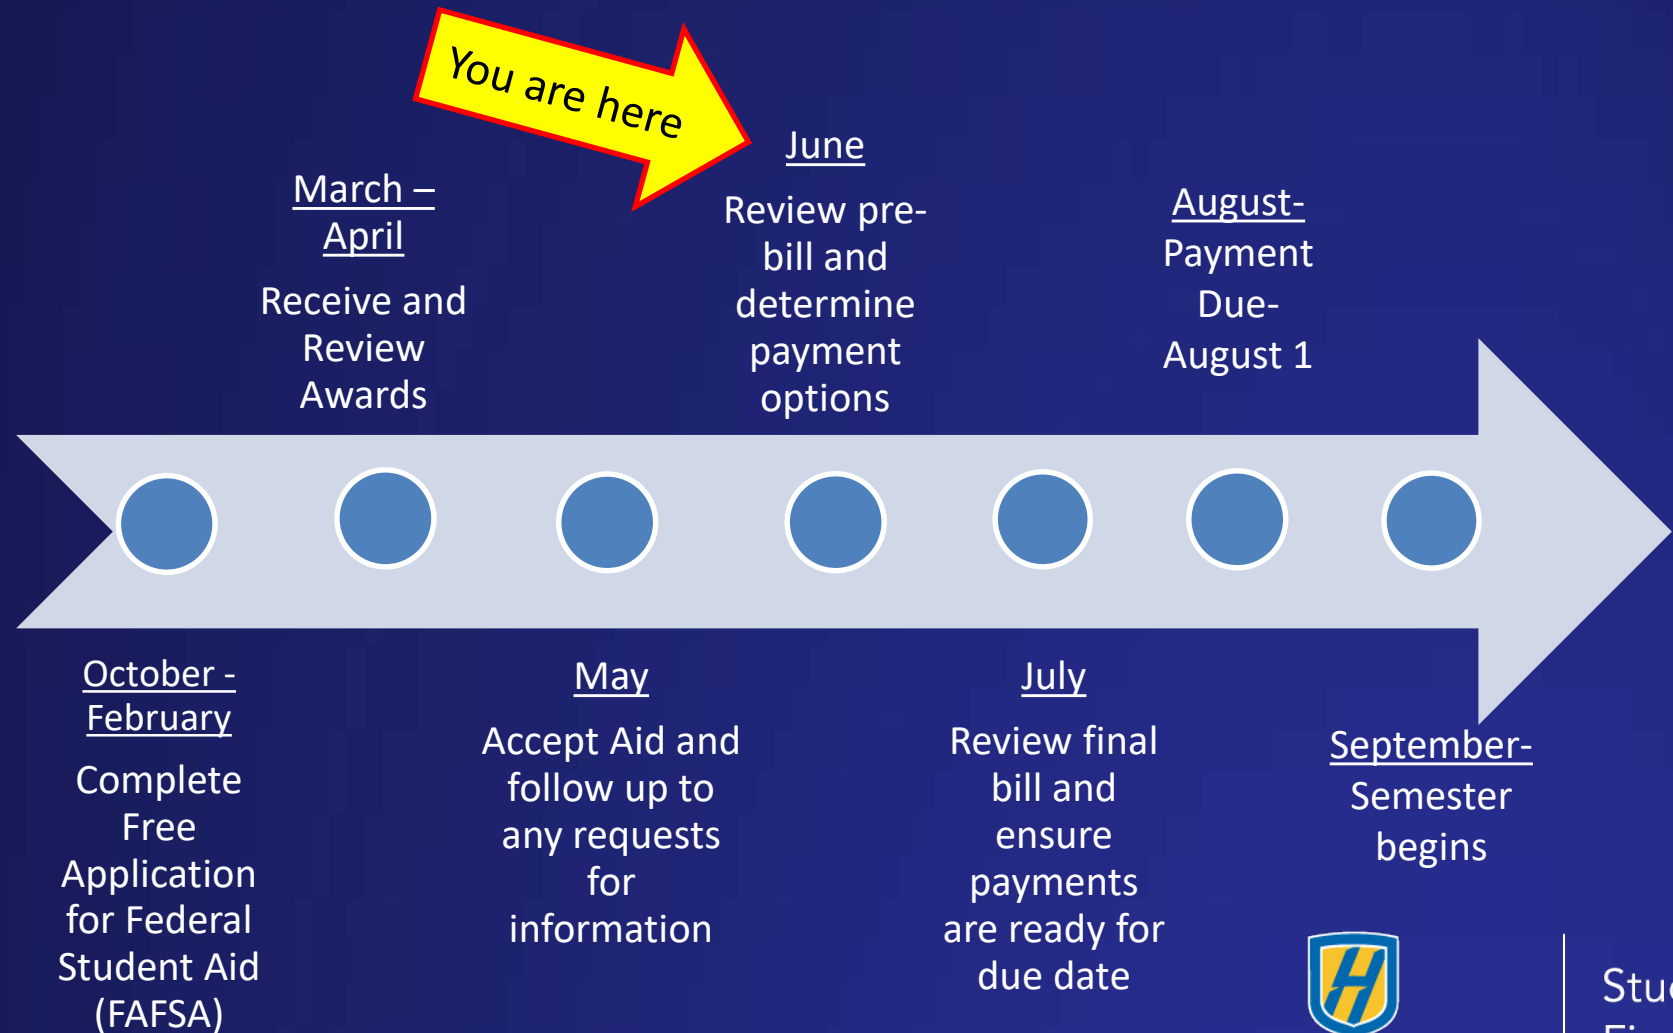 You are here
March –
April
Receive and
Review
Awards
June
Review pre-
bill and
determine
payment
options
August-
Payment
Due-
August 1
October -
February
Complete
Free
Application
for Federal
Student Aid
(FAFSA)
May
Accept Aid and
follow up to
any requests
for
information
July
Review final
bill and
ensure
payments
are ready for
due date
September-
Semester
begins
H